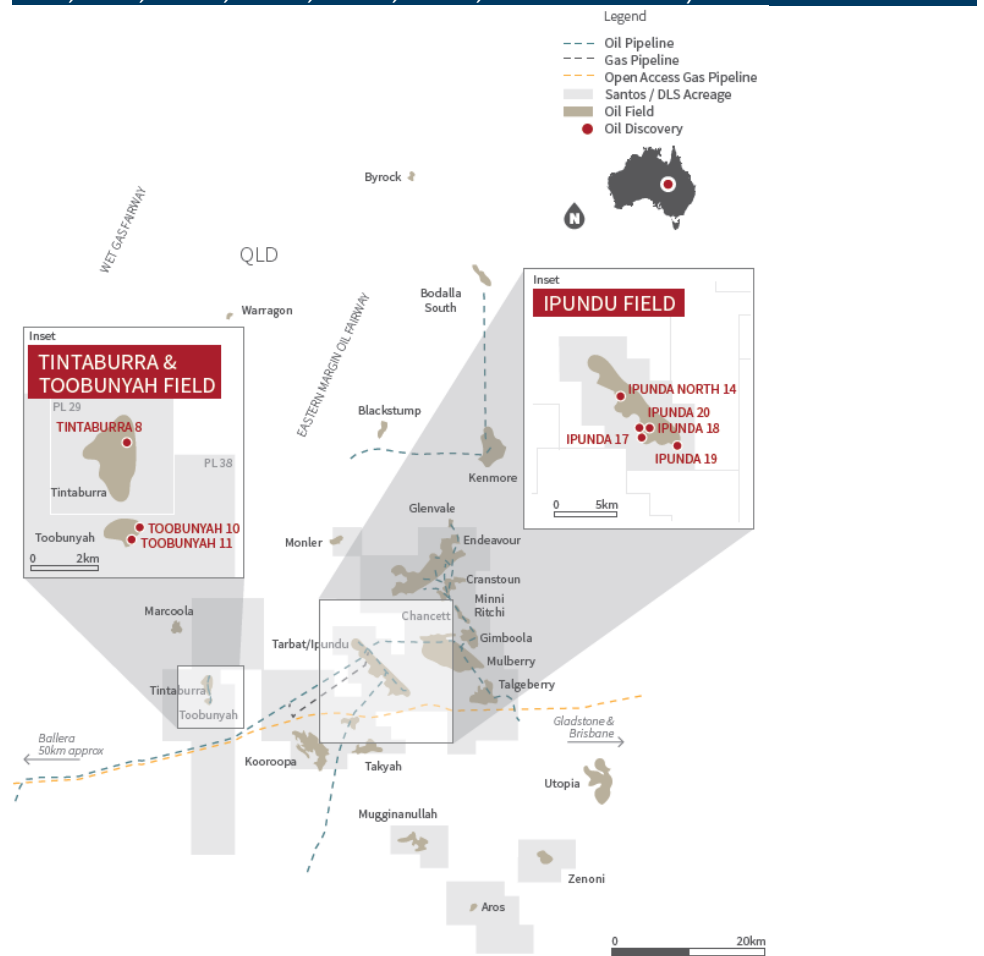 Legend
Oil Pipeline
Gas Pipeline
Open Access Gas Pipeline
Santos / DLS Acreage
Oil Field
Oil Discovery
N
Byrock
WET GAS FAIRWAY
QLD
Bodalla
South
Warragon
EASTERN MARGIN OIL FAIRWAY
Inset
IPUNDU FIELD
IPUNDA NORTH 14
IPUNDA 20
IPUNDA 18
IPUNDA 17
IPUNDA 19
0 5km
Inset
TINTABURRA &
TOOBUNYAH FIELD
PL 29
TINTABURRA 8
PL 38
Tintaburra
Toobunyah
TOOBUNYAH 10
TOOBUNYAH 11
0 2km
Blackstump
Kenmore
Glenvale
Monler
Endeavour
Cranstoun
Minni
Ritchi
Marcoola
Chancett
Tarbat/Ipundu
Gimboola
Mulberry
Tintaburra
Talgeberry
Toobunyah
Gladstone &
Brisbane
Ballera
50km approx
Kooroopa
Takyah
Utopia
Mugginanullah
Zenoni
Aros
0 20km